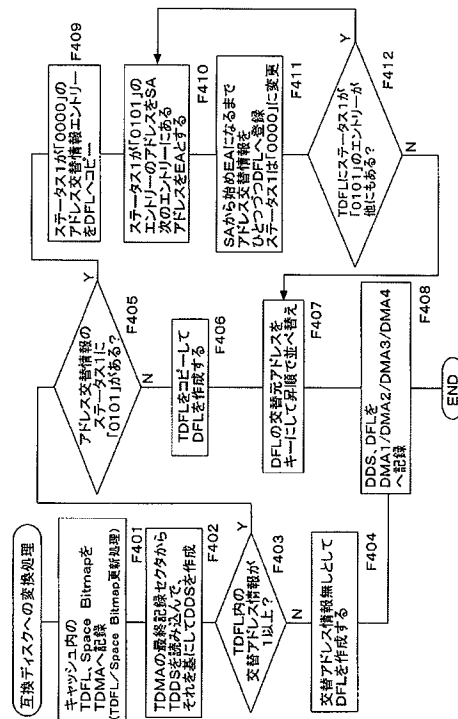 互換ディスクへの変換処理
キャッシュ内の
TDFL、Space Bitmapを
TDMAへ記録
(TDFL/Space Bitmap更新処理)
F401
TDMAの最終記録セクタから
TDDSを読み込んで、
それを基にしてDDSを作成
F402
TDFL内の
交替アドレス情報が
1以上?
F403
Y
N
交替アドレス情報無しとして
DFLを作成する
F404
アドレス交替情報の
ステータス1に
「0101」がある?
F405
Y
N
TDFLをコピーして
DFLを作成する
F406
DFLの交替元アドレスを
キーにして昇順で並べ替え
F407
DDS、DFLを
DMA1/DMA2/DMA3/DMA4
へ記録
F408
END
ステータス1が「0000」の
アドレス交替情報エントリー
をDFLへコピー
F409
ステータス1が「0101」の
エントリーのアドレスをSA
次のエントリーにある
アドレスをEAとする
F410
SAから始めEAになるまで
アドレス交替情報を
ひとつづつDFLへ登録
ステータス1は「0000」に変更
F411
TDFLにステータス1が
「0101」のエントリーが
他にもある?
F412
Y
N